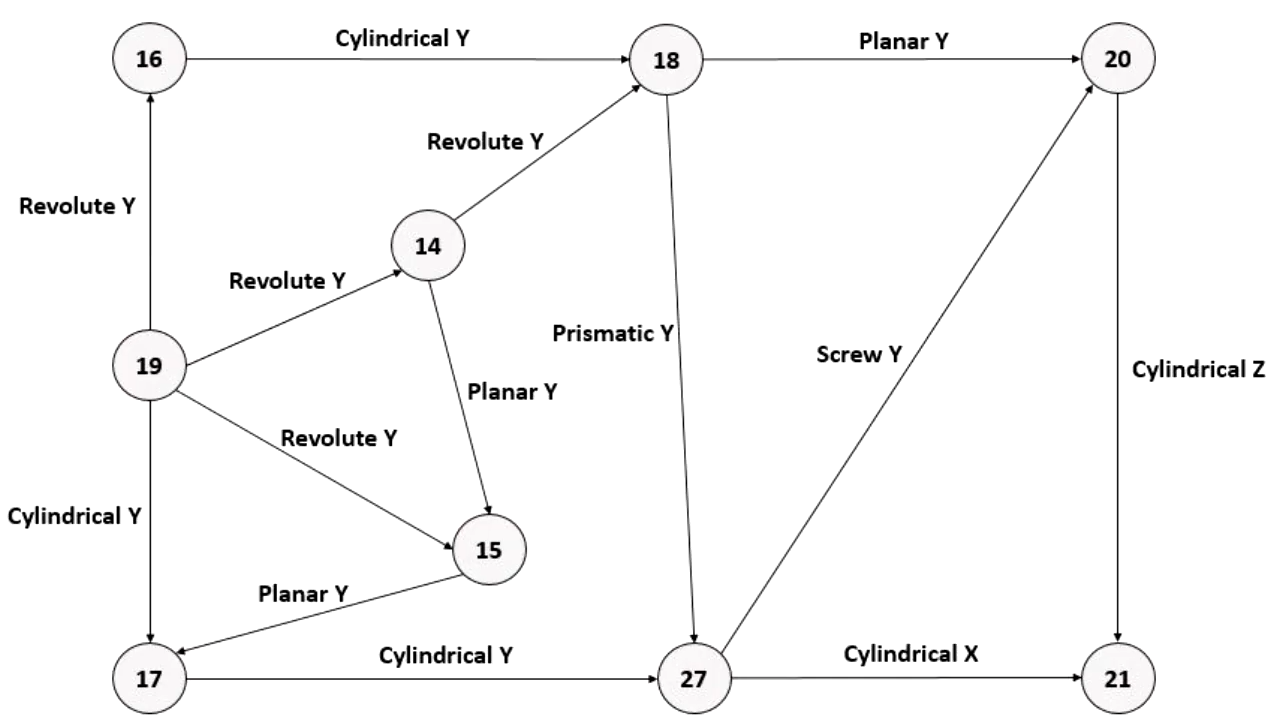 Cylindrical Y
Planar Y
16
18
20
Revolute Y
Revolute Y
14
Revolute Y
Prismatic Y
Screw Y
19
Cylindrical Z
Planar Y
Revolute Y
Cylindrical Y
15
Planar Y
Cylindrical Y
Cylindrical X
17
27
21